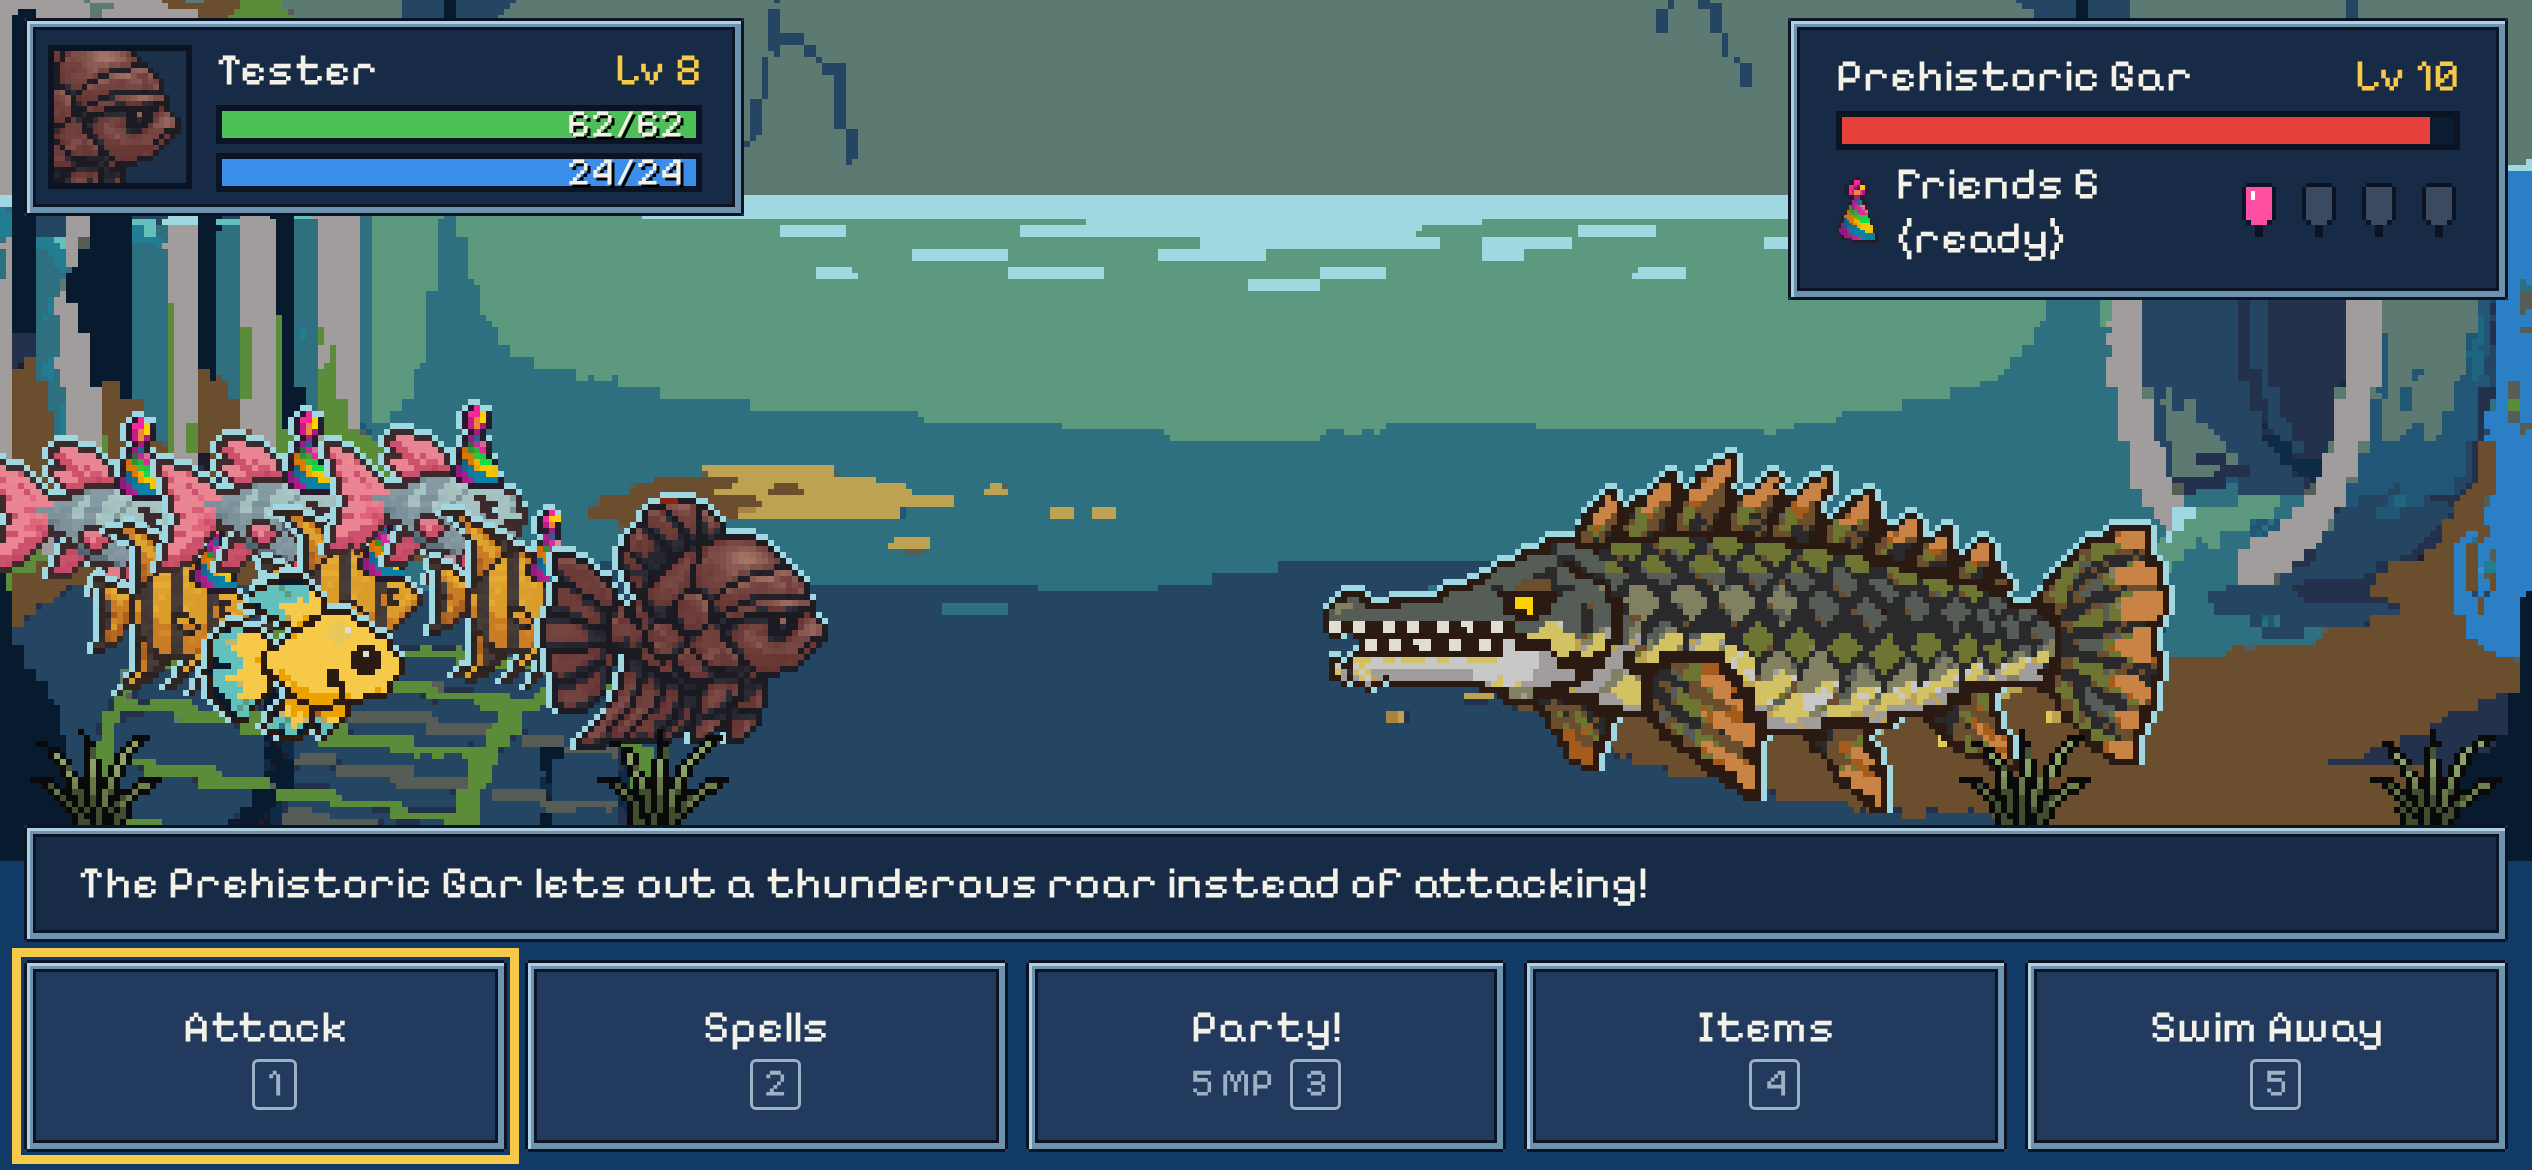 Tester Lv 8
62/62
24/24
Prehistoric Gar Lv 10
Friends 6
(ready)
The Prehistoric Gar lets out a thunderous roar instead of attacking!
Attack
1
Spells
2
Party!
5 MP 3
Items
4
Swim Away
5